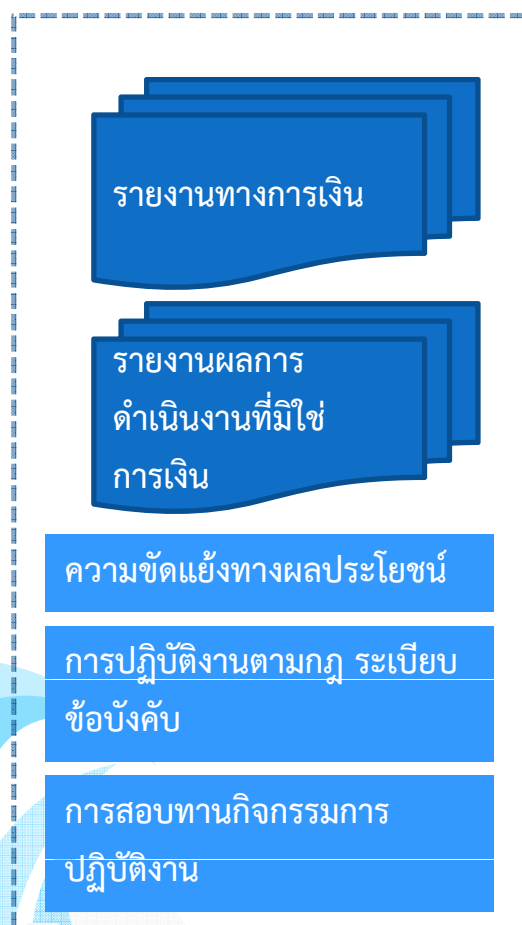 รายงานทางการเงิน
รายงานผลการ
ดำเนินงานที่มิใช่
การเงิน
ความขัดแย้งทางผลประโยชน์
การปฏิบัติงานตามกฎ ระเบียบ
ข้อบังคับ
การสอบทานกิจกรรมการ
ปฏิบัติงาน